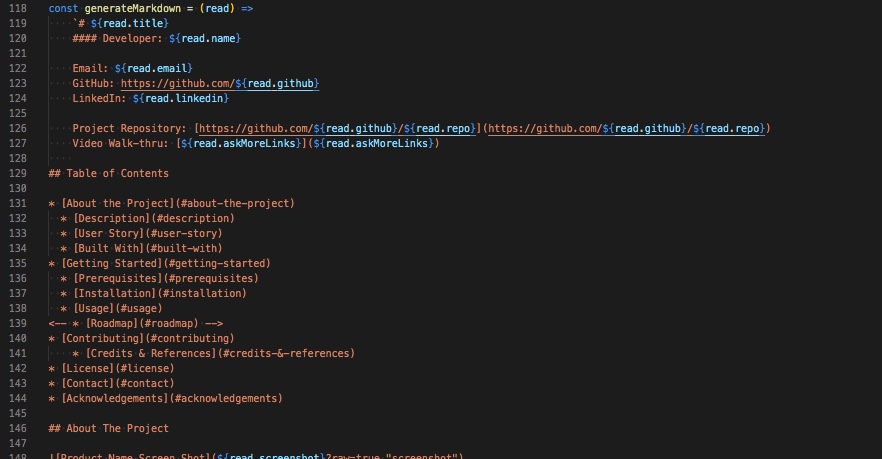 118 const generateMarkdown = (read) =>
119 `# ${read.title}
120 #### Developer: ${read.name}
121
122 Email: ${read.email}
123 GitHub: https://github.com/${read.github}
124 LinkedIn: ${read.linkedin}
125
126 Project Repository: [https://github.com/${read.github}/${read.repo}](https://github.com/${read.github}/${read.repo})
127 Video Walk-thru: [${read.askMoreLinks}](${read.askMoreLinks})
128
129 ## Table of Contents
130
131 * [About the Project](#about-the-project)
132 * [Description](#description)
133 * [User Story](#user-story)
134 * [Built With](#built-with)
135 * [Getting Started](#getting-started)
136 * [Prerequisites](#prerequisites)
137 * [Installation](#installation)
138 * [Usage](#usage)
139 <-- * [Roadmap](#roadmap) -->
140 * [Contributing](#contributing)
141 * [Credits & References](#credits-&-references)
142 * [License](#license)
143 * [Contact](#contact)
144 * [Acknowledgements](#acknowledgements)
145
146 ## About The Project
147
148 ![Product Name Screen Shot](${read.screenshot}?raw=true "screenshot")